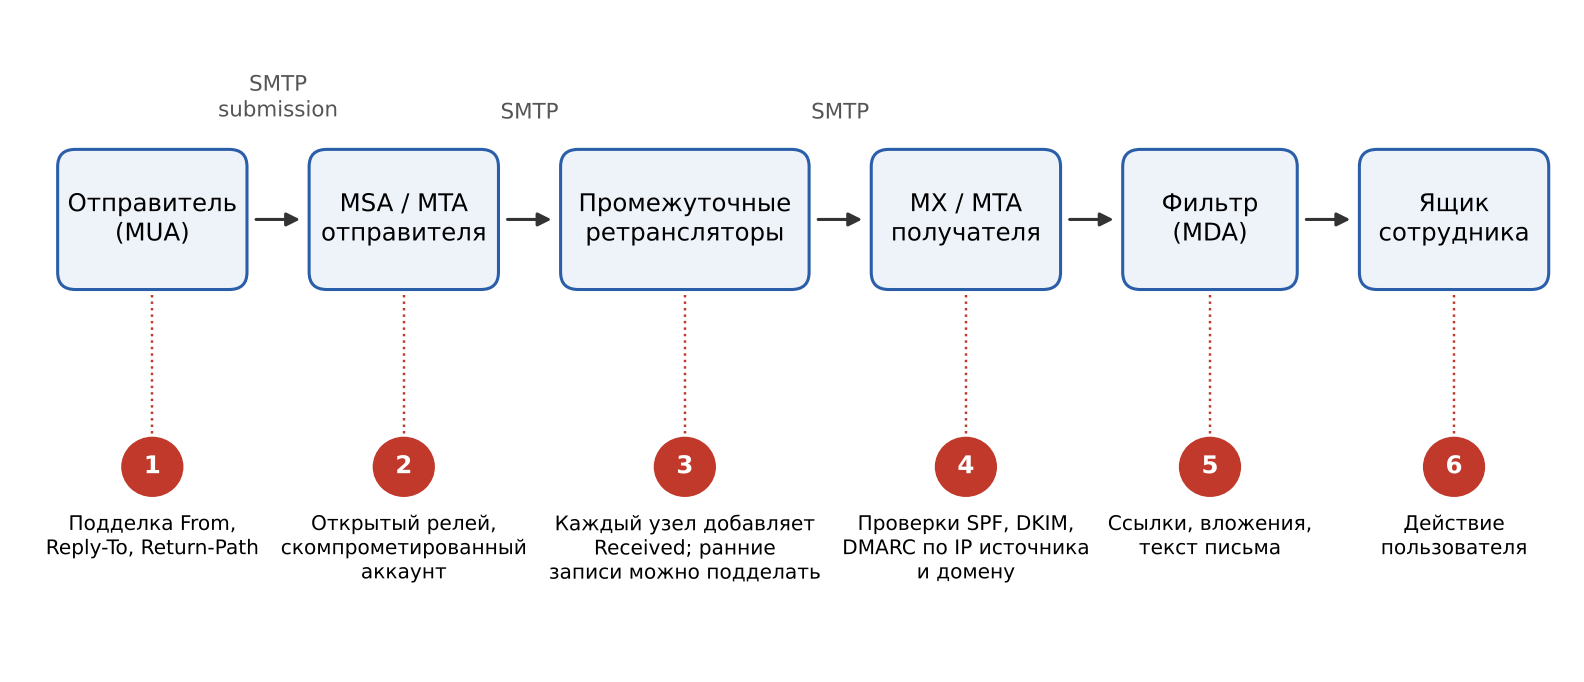 SMTP
submission
SMTP
SMTP
Отправитель
(MUA)
MSA / MTA
отправителя
Промежуточные
ретрансляторы
MX / MTA
получателя
Фильтр
(MDA)
Ящик
сотрудника
1
Подделка From,
Reply-To, Return-Path
2
Открытый релей,
скомпрометированный
аккаунт
3
Каждый узел добавляет
Received; ранние
записи можно подделать
4
Проверки SPF, DKIM,
DMARC по IP источника
и домену
5
Ссылки, вложения,
текст письма
6
Действие
пользователя